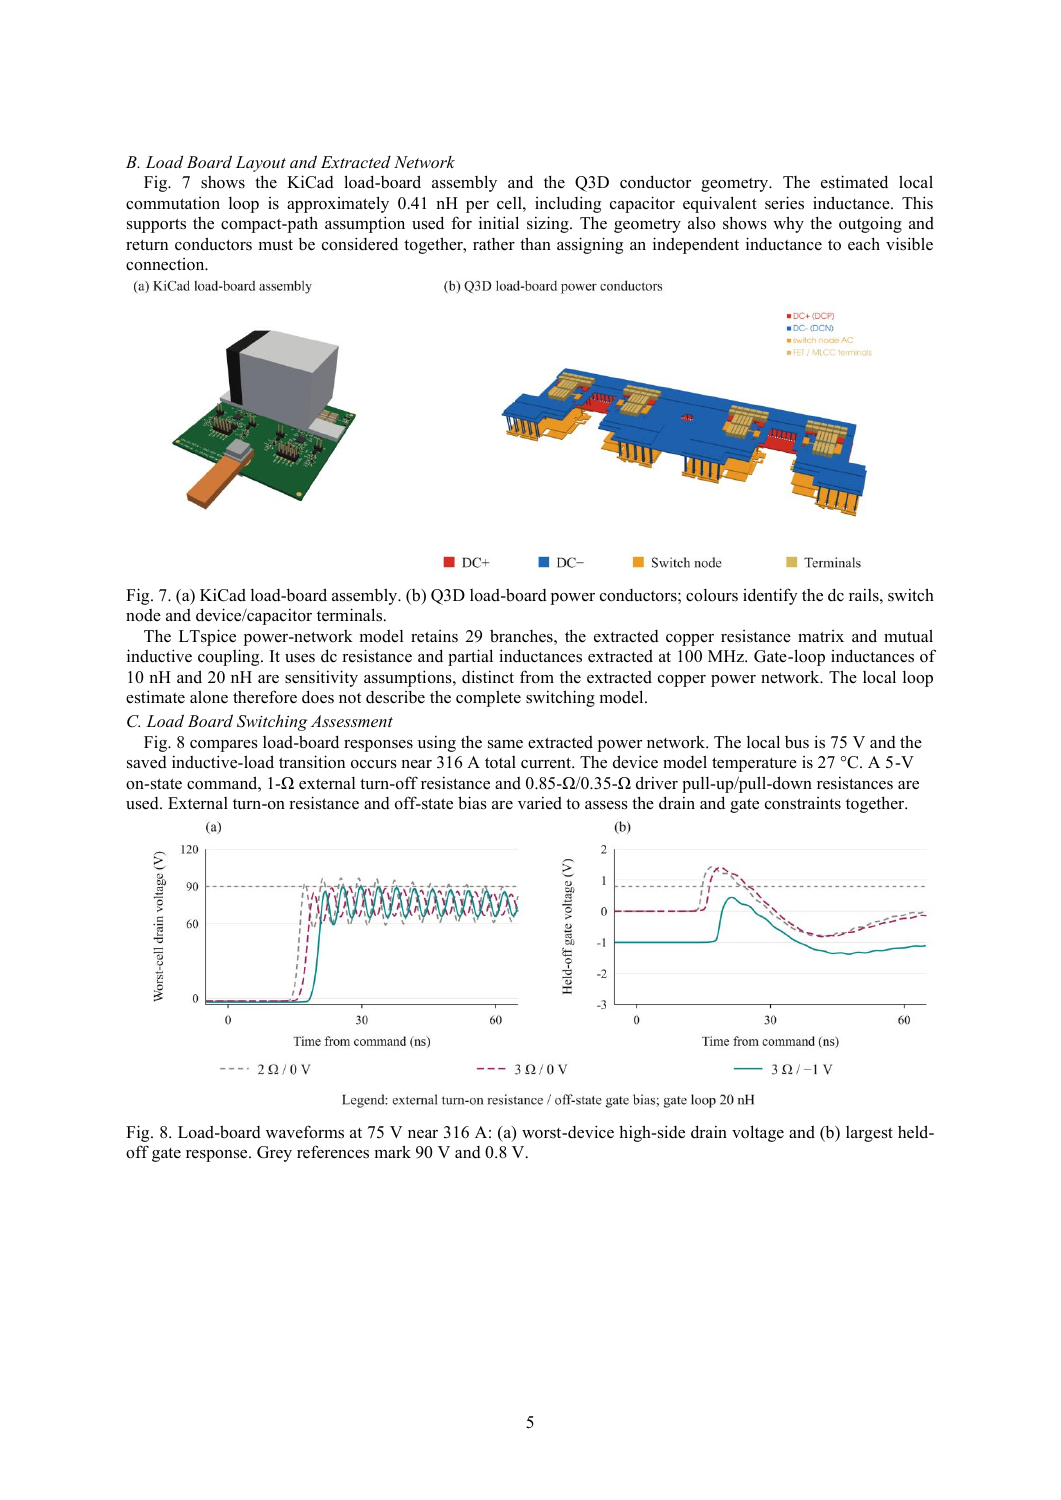 B. Load Board Layout and Extracted Network
Fig. 7 shows the KiCad load-board assembly and the Q3D conductor geometry. The estimated local
commutation loop is approximately 0.41 nH per cell, including capacitor equivalent series inductance. This
supports the compact-path assumption used for initial sizing. The geometry also shows why the outgoing and
return conductors must be considered together, rather than assigning an independent inductance to each visible
connection.
(a) KiCad load-board assembly
(b) Q3D load-board power conductors
DC+ (DCP)
DC- (DCN)
switch node AC
FET / MLCC terminals
DC+
DC−
Switch node
Terminals
Fig. 7. (a) KiCad load-board assembly. (b) Q3D load-board power conductors; colours identify the dc rails, switch
node and device/capacitor terminals.
The LTspice power-network model retains 29 branches, the extracted copper resistance matrix and mutual
inductive coupling. It uses dc resistance and partial inductances extracted at 100 MHz. Gate-loop inductances of
10 nH and 20 nH are sensitivity assumptions, distinct from the extracted copper power network. The local loop
estimate alone therefore does not describe the complete switching model.
C. Load Board Switching Assessment
Fig. 8 compares load-board responses using the same extracted power network. The local bus is 75 V and the
saved inductive-load transition occurs near 316 A total current. The device model temperature is 27 °C. A 5-V
on-state command, 1-Ω external turn-off resistance and 0.85-Ω/0.35-Ω driver pull-up/pull-down resistances are
used. External turn-on resistance and off-state bias are varied to assess the drain and gate constraints together.
(a)
120
90
60
0
Worst-cell drain voltage (V)
0
30
60
Time from command (ns)
(b)
2
1
0
-1
-2
-3
Held-off gate voltage (V)
0
30
60
Time from command (ns)
2 Ω / 0 V
3 Ω / 0 V
3 Ω / −1 V
Legend: external turn-on resistance / off-state gate bias; gate loop 20 nH
Fig. 8. Load-board waveforms at 75 V near 316 A: (a) worst-device high-side drain voltage and (b) largest held-
off gate response. Grey references mark 90 V and 0.8 V.
5